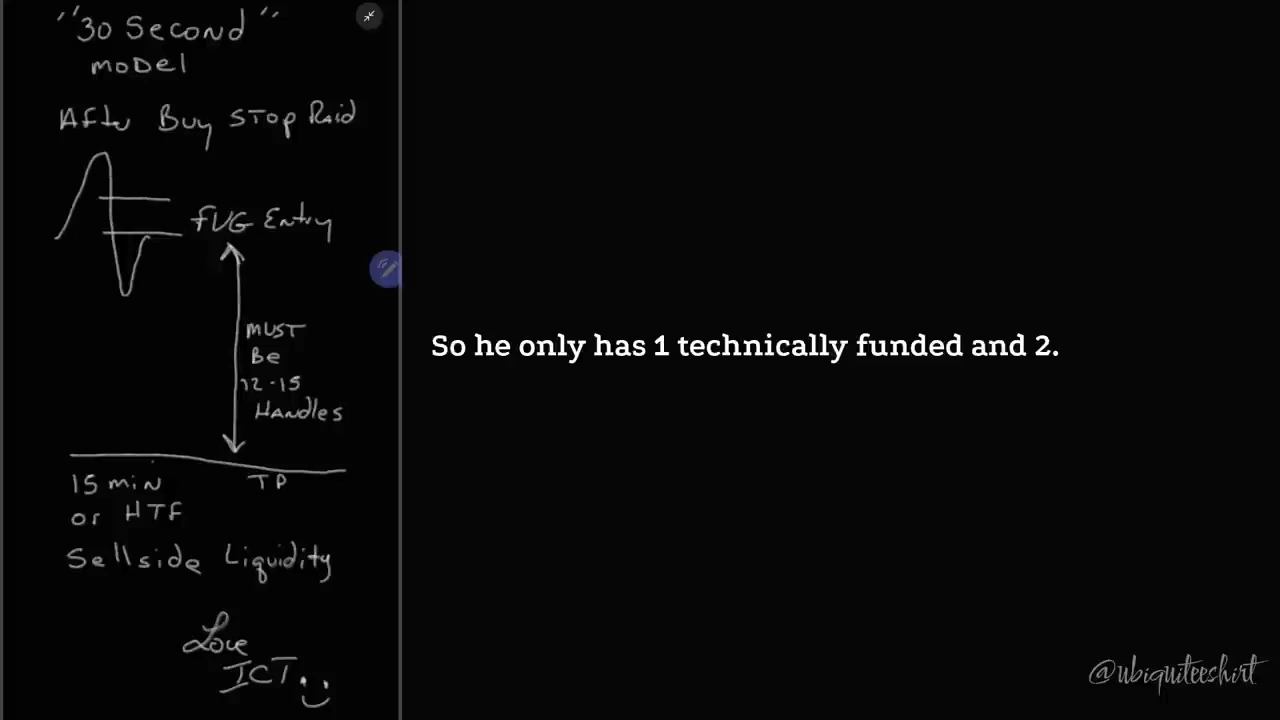 "30 Second"
model
After Buy STop Raid
FVG Entry
MUST
Be
12-15
HANDles
15 min
or HTF
TP
Sellside Liquidity
Love
ICT
So he only has 1 technically funded and 2.
@ubiquiteeshirt